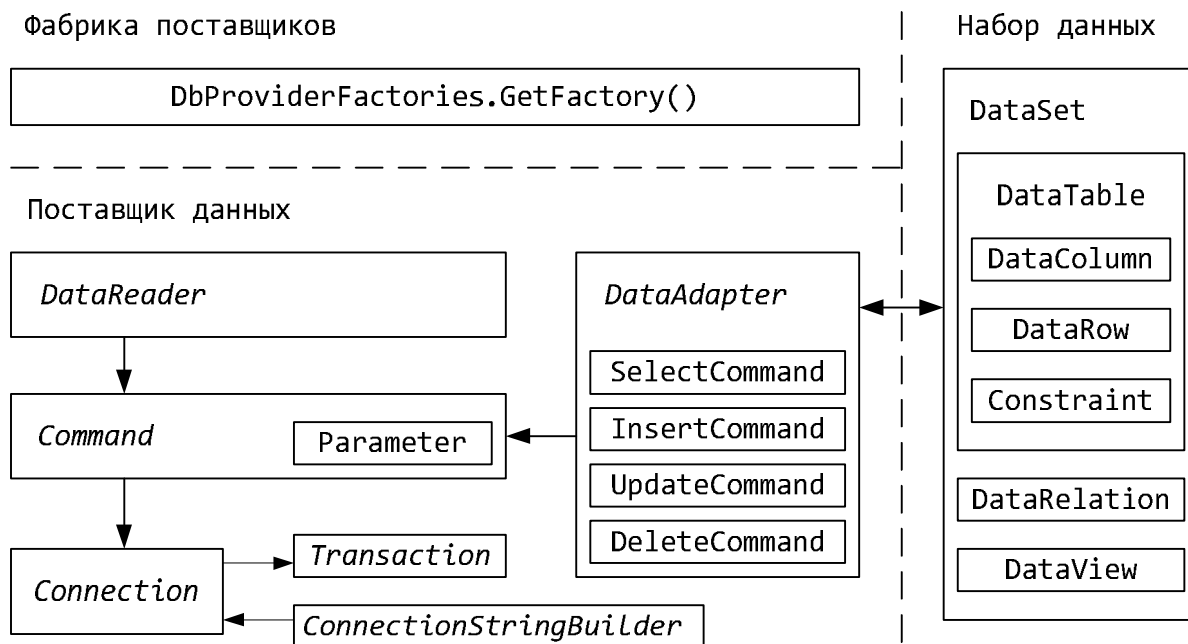 Фабрика поставщиков
DbProviderFactories.GetFactory()
Поставщик данных
DataReader
Command
Parameter
Connection
Transaction
ConnectionStringBuilder
DataAdapter
SelectCommand
InsertCommand
UpdateCommand
DeleteCommand
Набор данных
DataSet
DataTable
DataColumn
DataRow
Constraint
DataRelation
DataView